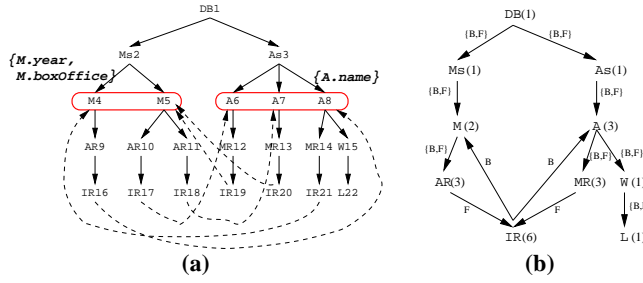 DB1
Ms2 As3
{M.year,
M.boxOffice} {A.name}
M4 M5 A6 A7 A8
AR9 AR10 AR11 MR12 MR13 MR14 W15
IR16 IR17 IR18 IR19 IR20 IR21 L22
(a)
DB(1)
{B,F} {B,F}
Ms(1) As(1)
{B,F} {B,F}
M(2) A(3)
{B,F} B B {B,F} {B,F}
AR(3) MR(3) W(1)
F F {B,
IR(6) L(1)
(b)